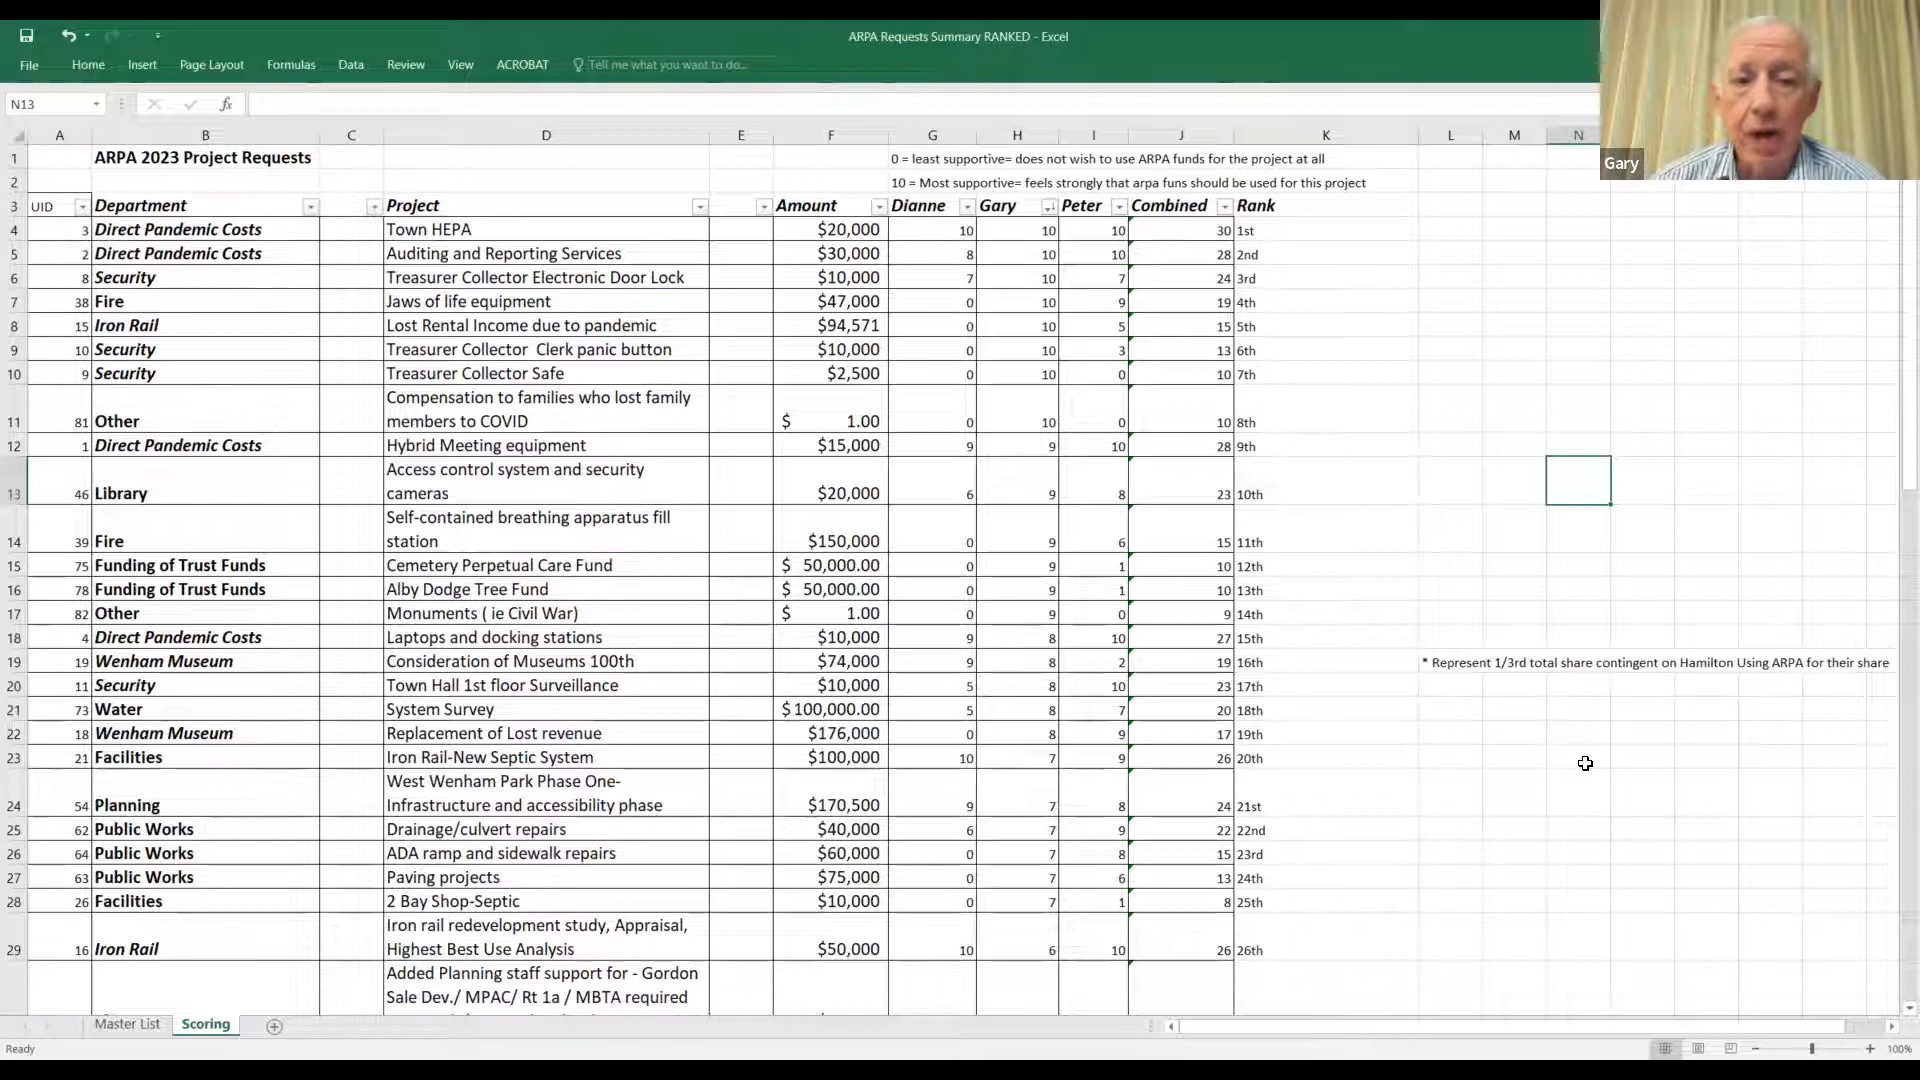 ARPA Requests Summary RANKED - Excel
File Home Insert Page Layout Formulas Data Review View ACROBAT Tell me what you want to do...
Gary
N13 fx
A B C D E F G H I J K L M N
1 ARPA 2023 Project Requests 0 = least supportive= does not wish to use ARPA funds for the project at all
2 10 = Most supportive= feels strongly that arpa funs should be used for this project
3 UID Department Project Amount Dianne Gary Peter Combined Rank
4 3 Direct Pandemic Costs Town HEPA $20,000 10 10 10 30 1st
5 2 Direct Pandemic Costs Auditing and Reporting Services $30,000 8 10 10 28 2nd
6 8 Security Treasurer Collector Electronic Door Lock $10,000 7 10 7 24 3rd
7 38 Fire Jaws of life equipment $47,000 0 10 9 19 4th
8 15 Iron Rail Lost Rental Income due to pandemic $94,571 0 10 5 15 5th
9 10 Security Treasurer Collector Clerk panic button $10,000 0 10 3 13 6th
10 9 Security Treasurer Collector Safe $2,500 0 10 0 10 7th
Compensation to families who lost family
11 81 Other members to COVID $ 1.00 0 10 0 10 8th
12 1 Direct Pandemic Costs Hybrid Meeting equipment $15,000 9 9 10 28 9th
Access control system and security
13 46 Library cameras $20,000 6 9 8 23 10th
Self-contained breathing apparatus fill
14 39 Fire station $150,000 0 9 6 15 11th
15 75 Funding of Trust Funds Cemetery Perpetual Care Fund $ 50,000.00 0 9 1 10 12th
16 78 Funding of Trust Funds Alby Dodge Tree Fund $ 50,000.00 0 9 1 10 13th
17 82 Other Monuments ( ie Civil War) $ 1.00 0 9 0 9 14th
18 4 Direct Pandemic Costs Laptops and docking stations $10,000 9 8 10 27 15th
19 19 Wenham Museum Consideration of Museums 100th $74,000 9 8 2 19 16th * Represent 1/3rd total share contingent on Hamilton Using ARPA for their share
20 11 Security Town Hall 1st floor Surveillance $10,000 5 8 10 23 17th
21 73 Water System Survey $100,000.00 5 8 7 20 18th
22 18 Wenham Museum Replacement of Lost revenue $176,000 0 8 9 17 19th
23 21 Facilities Iron Rail-New Septic System $100,000 10 7 9 26 20th
West Wenham Park Phase One-
24 54 Planning Infrastructure and accessibility phase $170,500 9 7 8 24 21st
25 62 Public Works Drainage/culvert repairs $40,000 6 7 9 22 22nd
26 64 Public Works ADA ramp and sidewalk repairs $60,000 0 7 8 15 23rd
27 63 Public Works Paving projects $75,000 0 7 6 13 24th
28 26 Facilities 2 Bay Shop-Septic $10,000 0 7 1 8 25th
Iron rail redevelopment study, Appraisal,
29 16 Iron Rail Highest Best Use Analysis $50,000 10 6 10 26 26th
Added Planning staff support for - Gordon
Sale Dev./ MPAC/ Rt 1a / MBTA required
Master List Scoring
Ready 100%